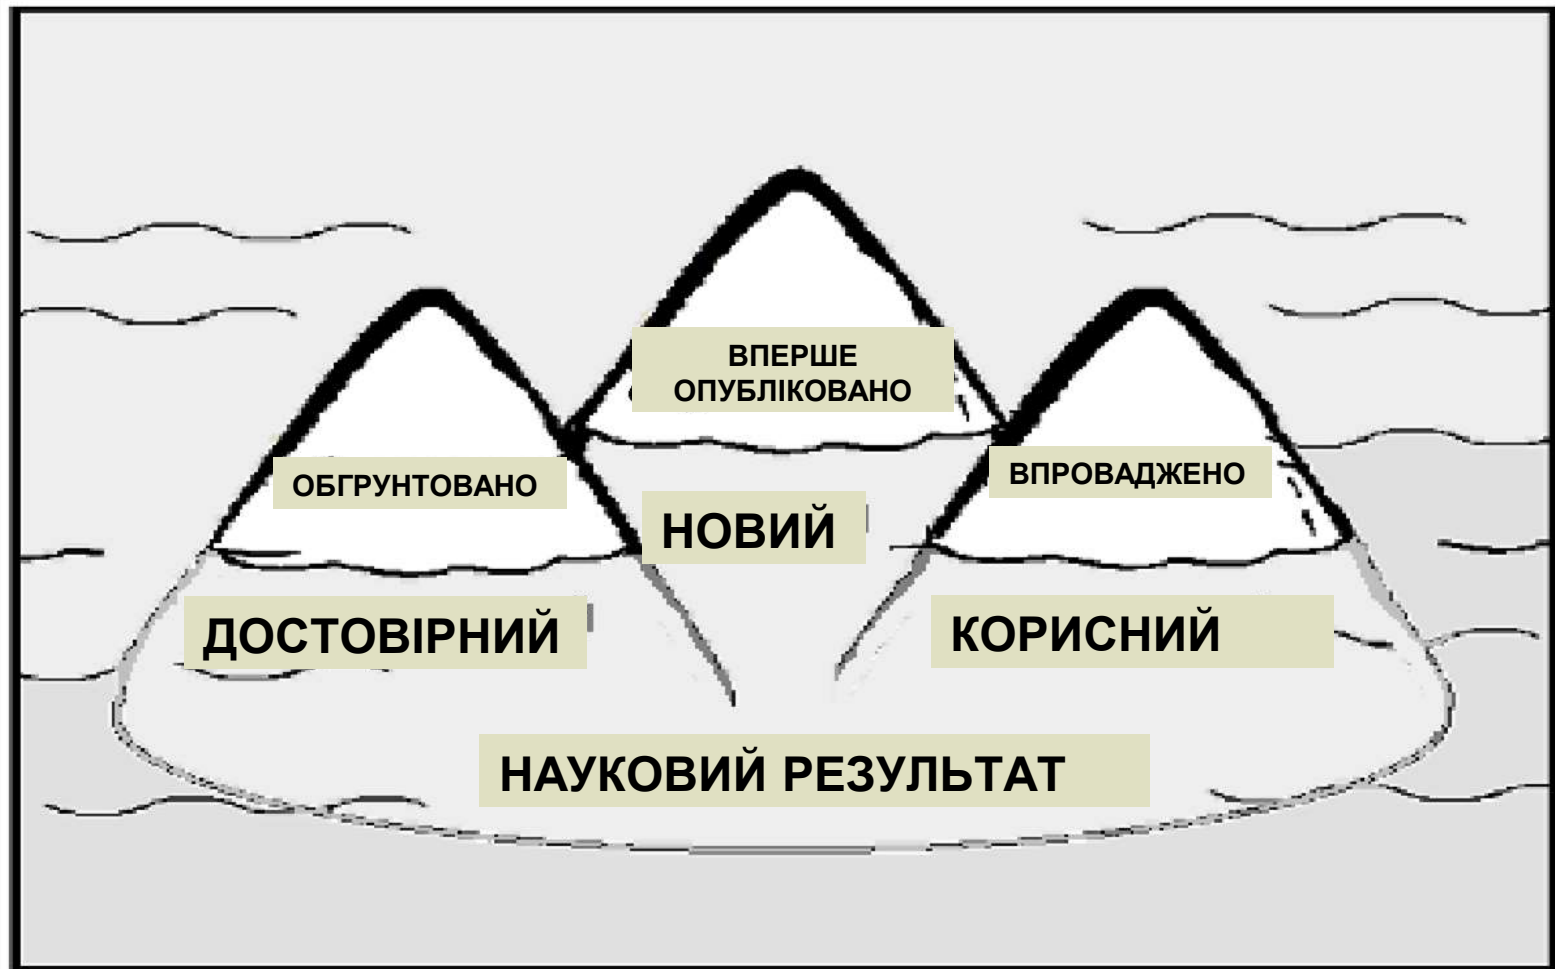 ВПЕРШЕ
ОПУБЛІКОВАНО
ОБГРУНТОВАНО
ВПРОВАДЖЕНО
НОВИЙ
ДОСТОВІРНИЙ
КОРИСНИЙ
НАУКОВИЙ РЕЗУЛЬТАТ